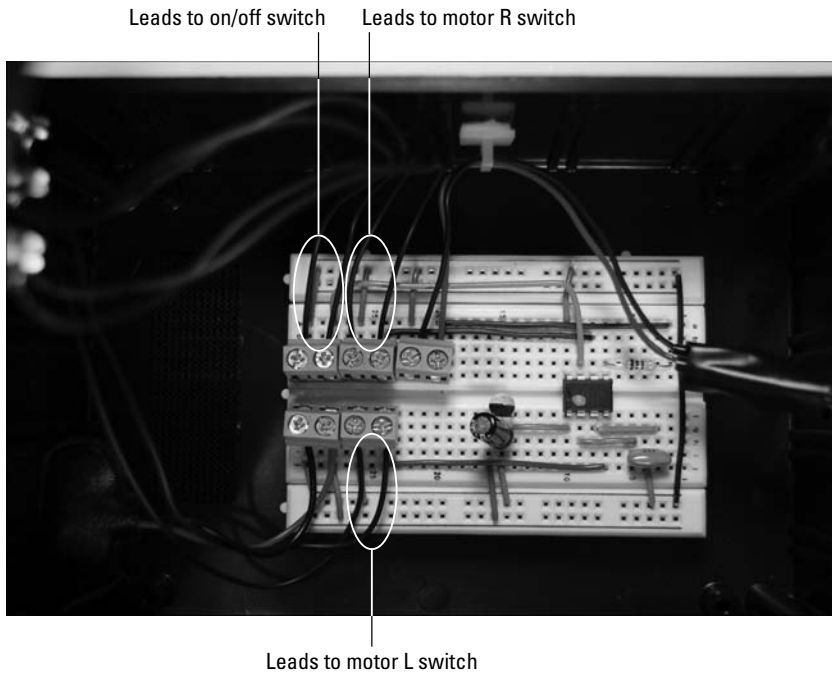 Leads to on/off switch
Leads to motor R switch
Leads to motor L switch